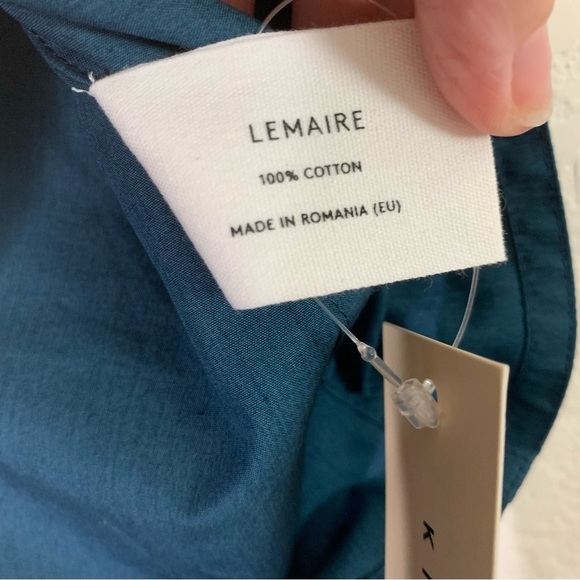 LEMAIRE
100% COTTON
MADE IN ROMANIA (EU)
K